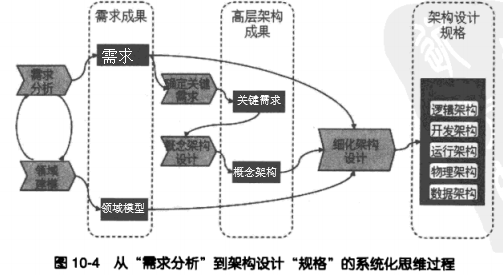 需求成果
高层架构
成果
架构设计
规格
需求
分析
需求
确定关键
需求
关键需求
概念架构
设计
概念架构
细化架构
设计
领域
建模
领域模型
逻辑架构
开发架构
运行架构
物理架构
数据架构
图 10-4 从“需求分析”到架构设计“规格”的系统化思维过程